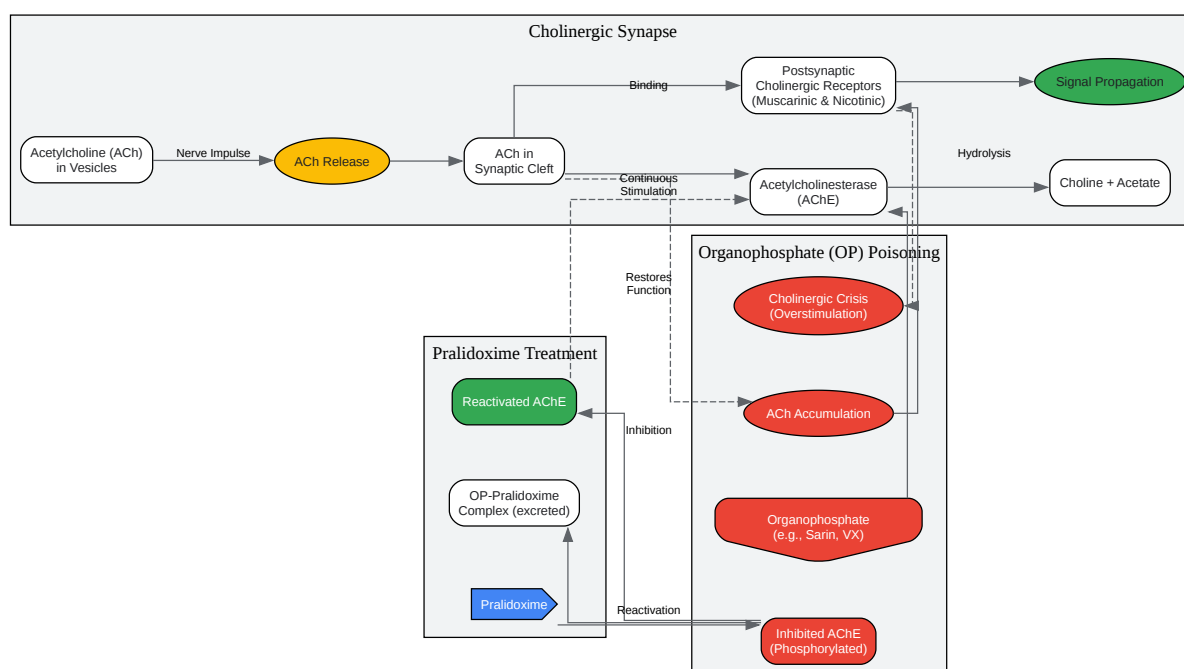 Cholinergic Synapse
Postsynaptic
Cholinergic Receptors
(Muscarinic & Nicotinic)
Signal Propagation
Binding
Acetylcholine (ACh)
in Vesicles
Nerve Impulse
ACh Release
ACh in
Synaptic Cleft
Continuous
Stimulation
Acetylcholinesterase
(AChE)
Hydrolysis
Choline + Acetate
Organophosphate (OP) Poisoning
Cholinergic Crisis
(Overstimulation)
Restores
Function
ACh Accumulation
Organophosphate
(e.g., Sarin, VX)
Inhibited AChE
(Phosphorylated)
Pralidoxime Treatment
Reactivated AChE
Inhibition
OP-Pralidoxime
Complex (excreted)
Pralidoxime
Reactivation